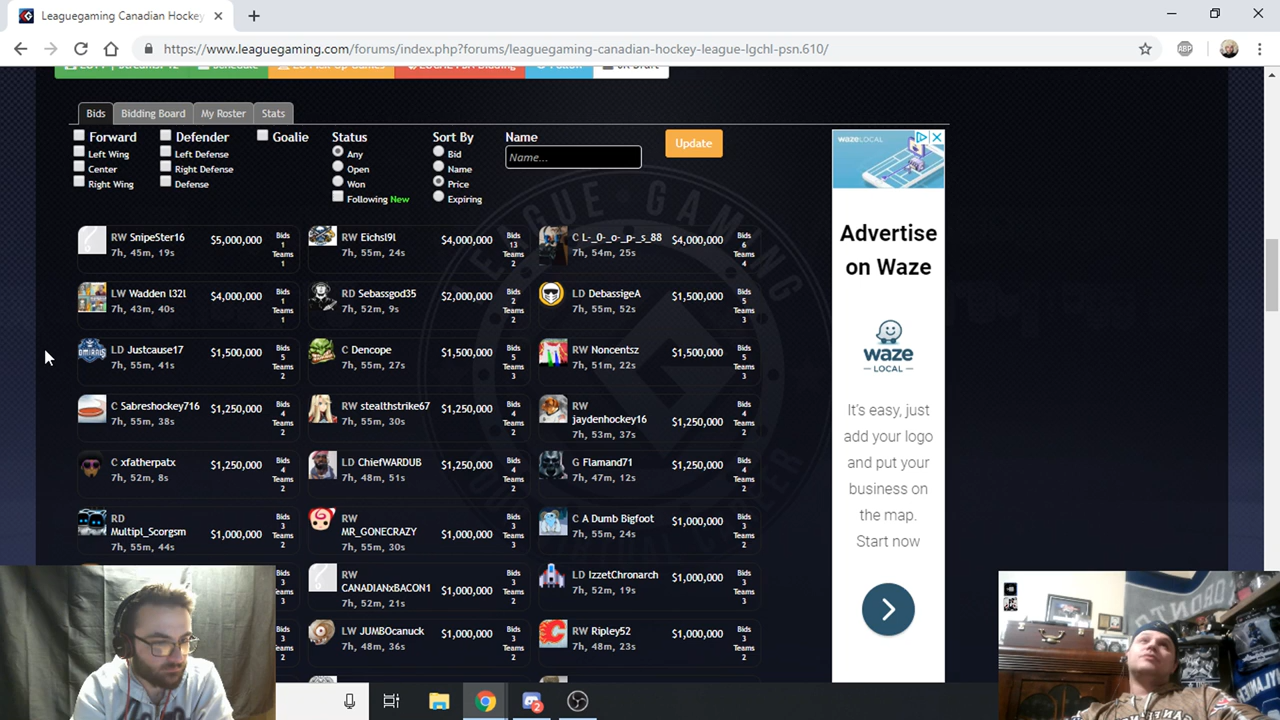 Leaguegaming Canadian Hockey
https://www.leaguegaming.com/forums/index.php?forums/leaguegaming-canadian-hockey-league-lgchl-psn.610/
ABP
Bids Bidding Board My Roster Stats
Forward Defender Goalie Status Sort By Name
Left Wing Left Defense Any Bid Name... Update
Center Right Defense Open Name
Right Wing Defense Won Price
Following New Expiring
RW SnipeSter16 $5,000,000 Bids 1 Teams 1
7h, 45m, 19s
RW Eichsl9l $4,000,000 Bids 13 Teams 2
7h, 55m, 24s
C L-_0_o_p-_s_88 $4,000,000 Bids 6 Teams 4
7h, 54m, 25s
LW Wadden l32l $4,000,000 Bids 1 Teams 1
7h, 43m, 40s
RD Sebassgod35 $2,000,000 Bids 2 Teams 2
7h, 52m, 9s
LD DebassigeA $1,500,000 Bids 5 Teams 3
7h, 55m, 52s
LD Justcause17 $1,500,000 Bids 5 Teams 2
7h, 55m, 41s
C Dencope $1,500,000 Bids 5 Teams 3
7h, 55m, 27s
RW Noncentsz $1,500,000 Bids 5 Teams 3
7h, 51m, 22s
C Sabreshockey716 $1,250,000 Bids 4 Teams 2
7h, 55m, 38s
RW stealthstrike67 $1,250,000 Bids 4 Teams 2
7h, 55m, 30s
RW jaydenhockey16 $1,250,000 Bids 4 Teams 2
7h, 53m, 37s
C xfatherpatx $1,250,000 Bids 4 Teams 2
7h, 52m, 8s
LD ChiefWARDUB $1,250,000 Bids 4 Teams 2
7h, 48m, 51s
G Flamand71 $1,250,000 Bids 4 Teams 2
7h, 47m, 12s
RD Multipl_Scorgsm $1,000,000 Bids 3 Teams 2
7h, 55m, 44s
RW MR_GONECRAZY $1,000,000 Bids 3 Teams 3
7h, 55m, 30s
C A Dumb Bigfoot $1,000,000 Bids 3 Teams 2
7h, 55m, 24s
Bids 3 Teams 3
RW CANADIANxBACON1 $1,000,000 Bids 3 Teams 3
7h, 52m, 21s
LD IzzetChronarch $1,000,000 Bids 3 Teams 3
7h, 52m, 19s
Bids 3 Teams 2
LW JUMBOcanuck $1,000,000 Bids 3 Teams 2
7h, 48m, 36s
RW Ripley52 $1,000,000 Bids 3 Teams 2
7h, 48m, 23s
waze LOCAL
Advertise
on Waze
waze
LOCAL
It's easy, just
add your logo
and put your
business on
the map.
Start now
2